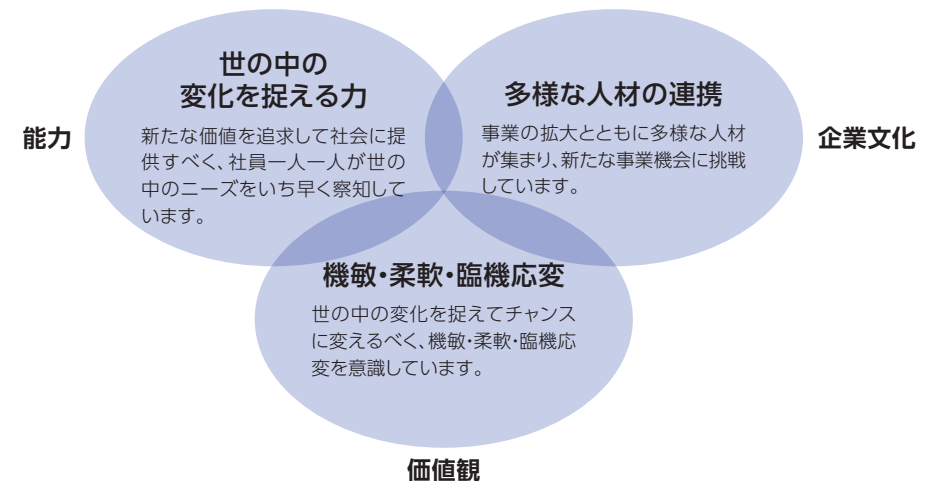 能力
世の中の
変化を捉える力
新たな価値を追求して社会に提
供すべく、社員一人一人が世の
中のニーズをいち早く察知して
います。
多様な人材の連携
事業の拡大とともに多様な人材
が集まり、新たな事業機会に挑戦
しています。
企業文化
機敏・柔軟・臨機応変
世の中の変化を捉えてチャンス
に変えるべく、機敏・柔軟・臨機応
変を意識しています。
価値観